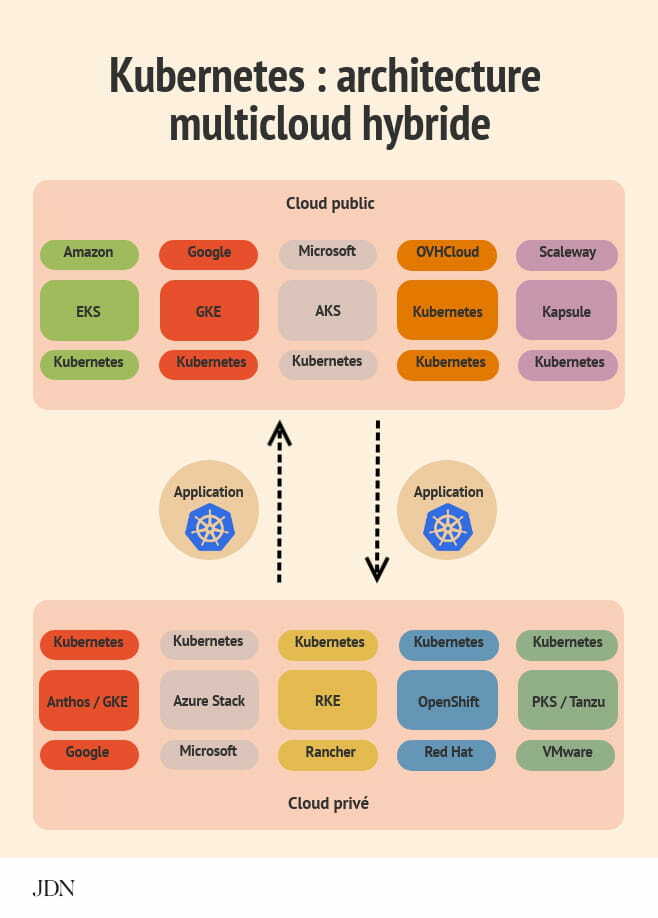 Kubernetes : architecture
multicloud hybride
Cloud public
Amazon
Google
Microsoft
OVHCloud
Scaleway
EKS
GKE
AKS
Kubernetes
Kapsule
Kubernetes
Kubernetes
Kubernetes
Kubernetes
Kubernetes
Application
Application
Kubernetes
Kubernetes
Kubernetes
Kubernetes
Kubernetes
Anthos / GKE
Azure Stack
RKE
OpenShift
PKS / Tanzu
Google
Microsoft
Rancher
Red Hat
VMware
Cloud privé
JDN